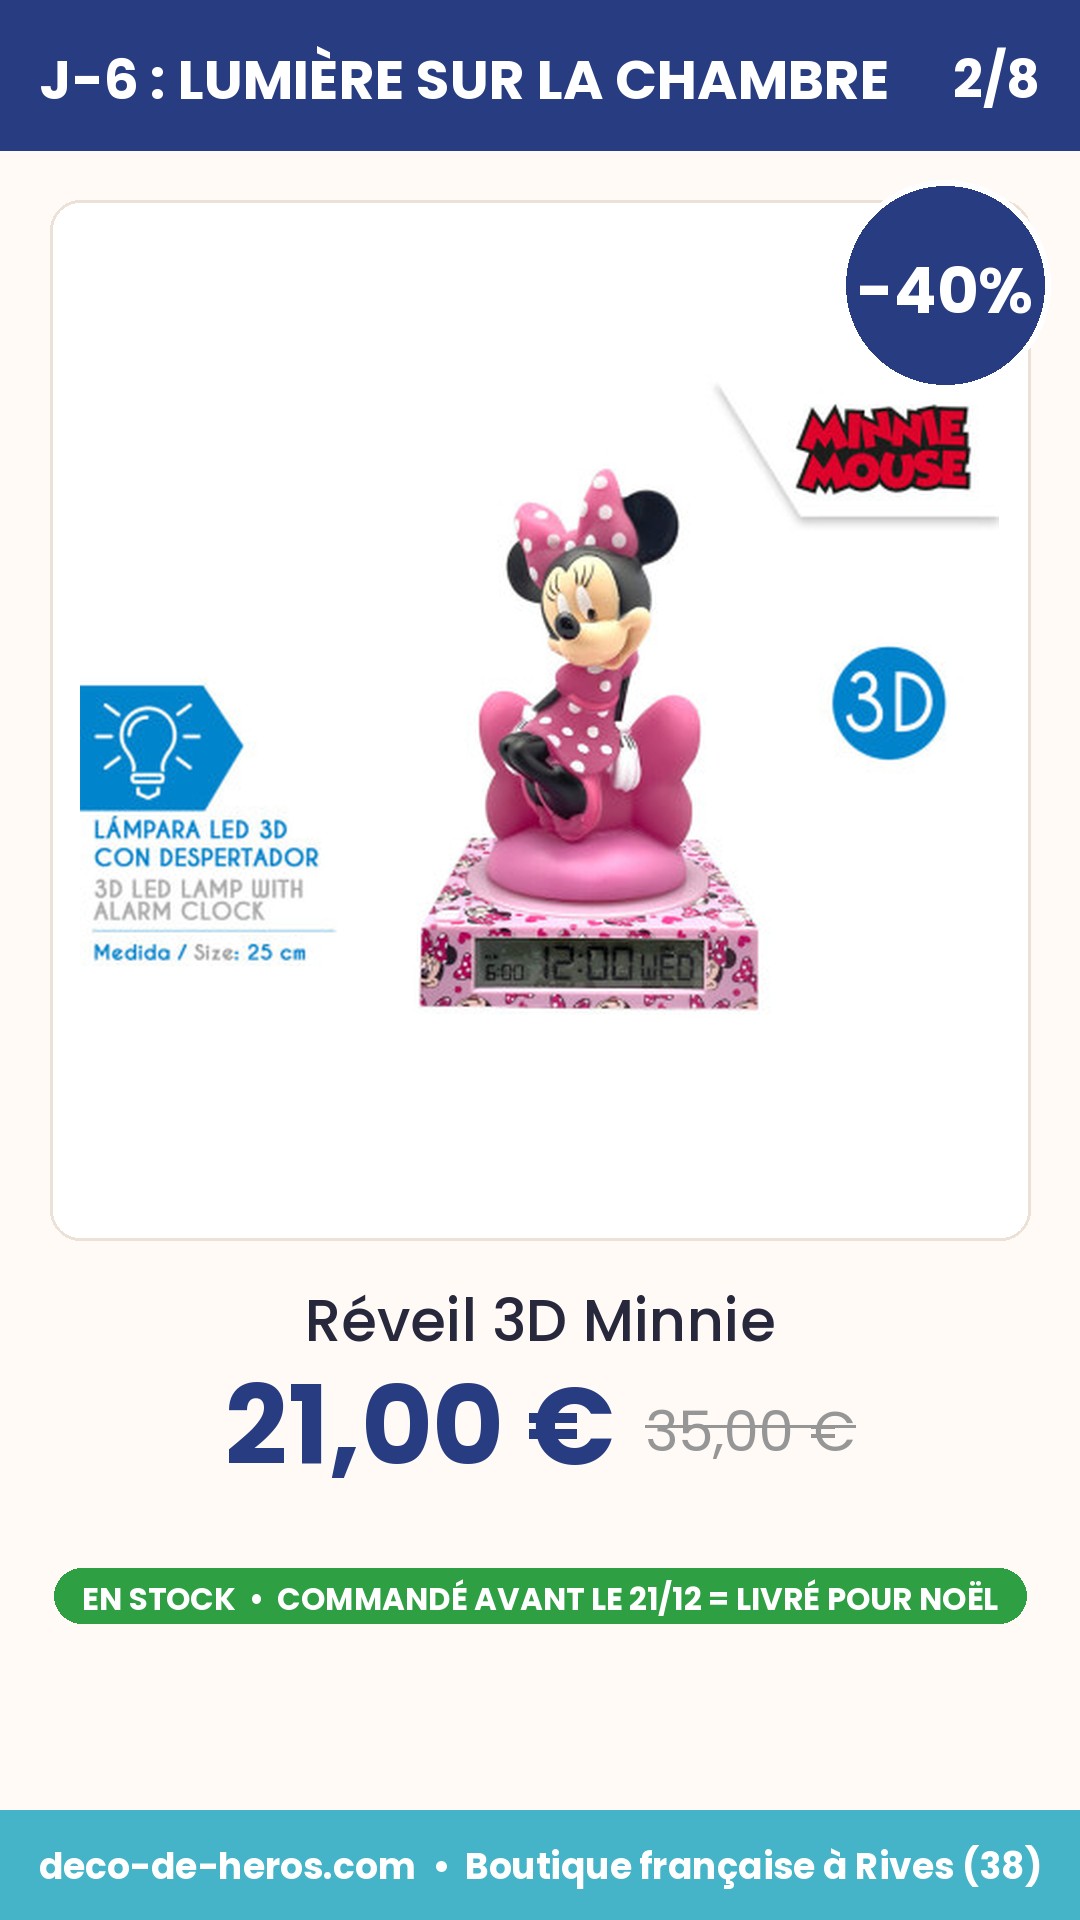 J-6 : LUMIÈRE SUR LA CHAMBRE 2/8
-40%
MINNIE
MOUSE
3D
LÁMPARA LED 3D
CON DESPERTADOR
3D LED LAMP WITH
ALARM CLOCK
Medida / Size: 25 cm
6:00 12:00 WED
Réveil 3D Minnie
21,00 € 35,00 €
EN STOCK • COMMANDÉ AVANT LE 21/12 = LIVRÉ POUR NOËL
deco-de-heros.com • Boutique française à Rives (38)